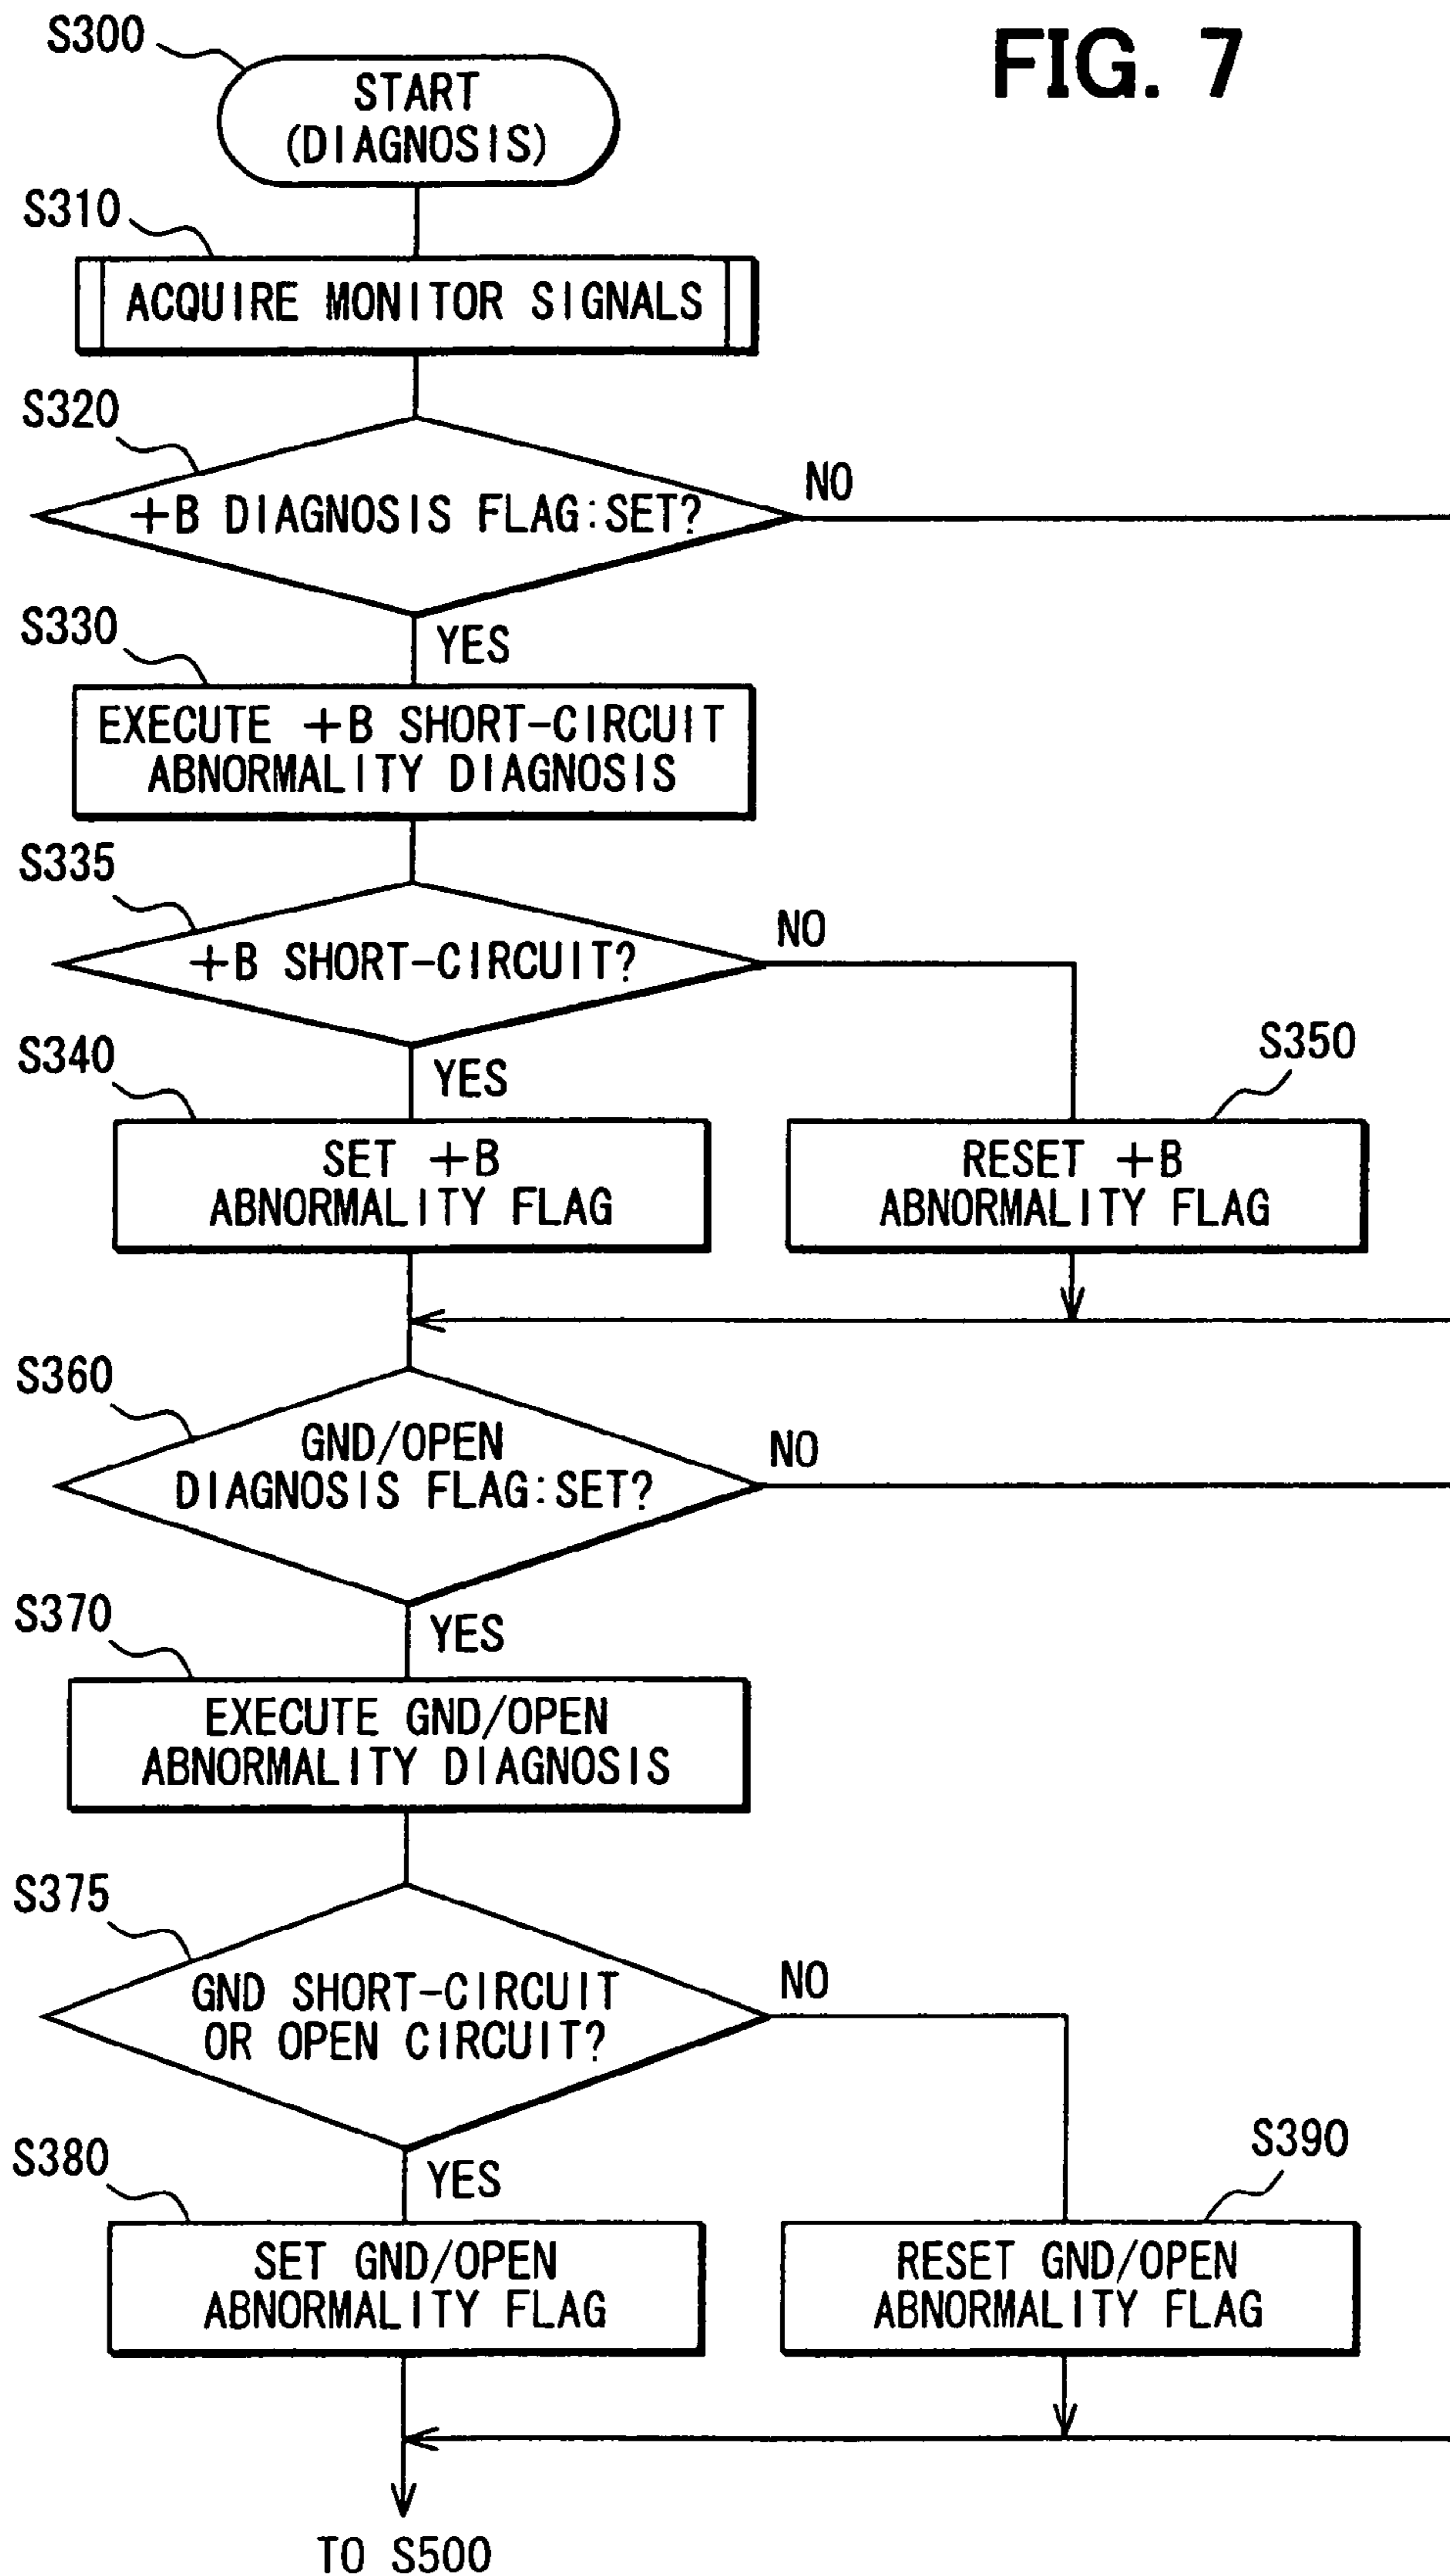 FIG. 7
S300
START
(DIAGNOSIS)
S310
ACQUIRE MONITOR SIGNALS
S320
+B DIAGNOSIS FLAG:SET?
NO
YES
S330
EXECUTE +B SHORT-CIRCUIT
ABNORMALITY DIAGNOSIS
S335
+B SHORT-CIRCUIT?
NO
YES
S340
SET +B
ABNORMALITY FLAG
S350
RESET +B
ABNORMALITY FLAG
S360
GND/OPEN
DIAGNOSIS FLAG:SET?
NO
YES
S370
EXECUTE GND/OPEN
ABNORMALITY DIAGNOSIS
S375
GND SHORT-CIRCUIT
OR OPEN CIRCUIT?
NO
YES
S380
SET GND/OPEN
ABNORMALITY FLAG
S390
RESET GND/OPEN
ABNORMALITY FLAG
TO S500